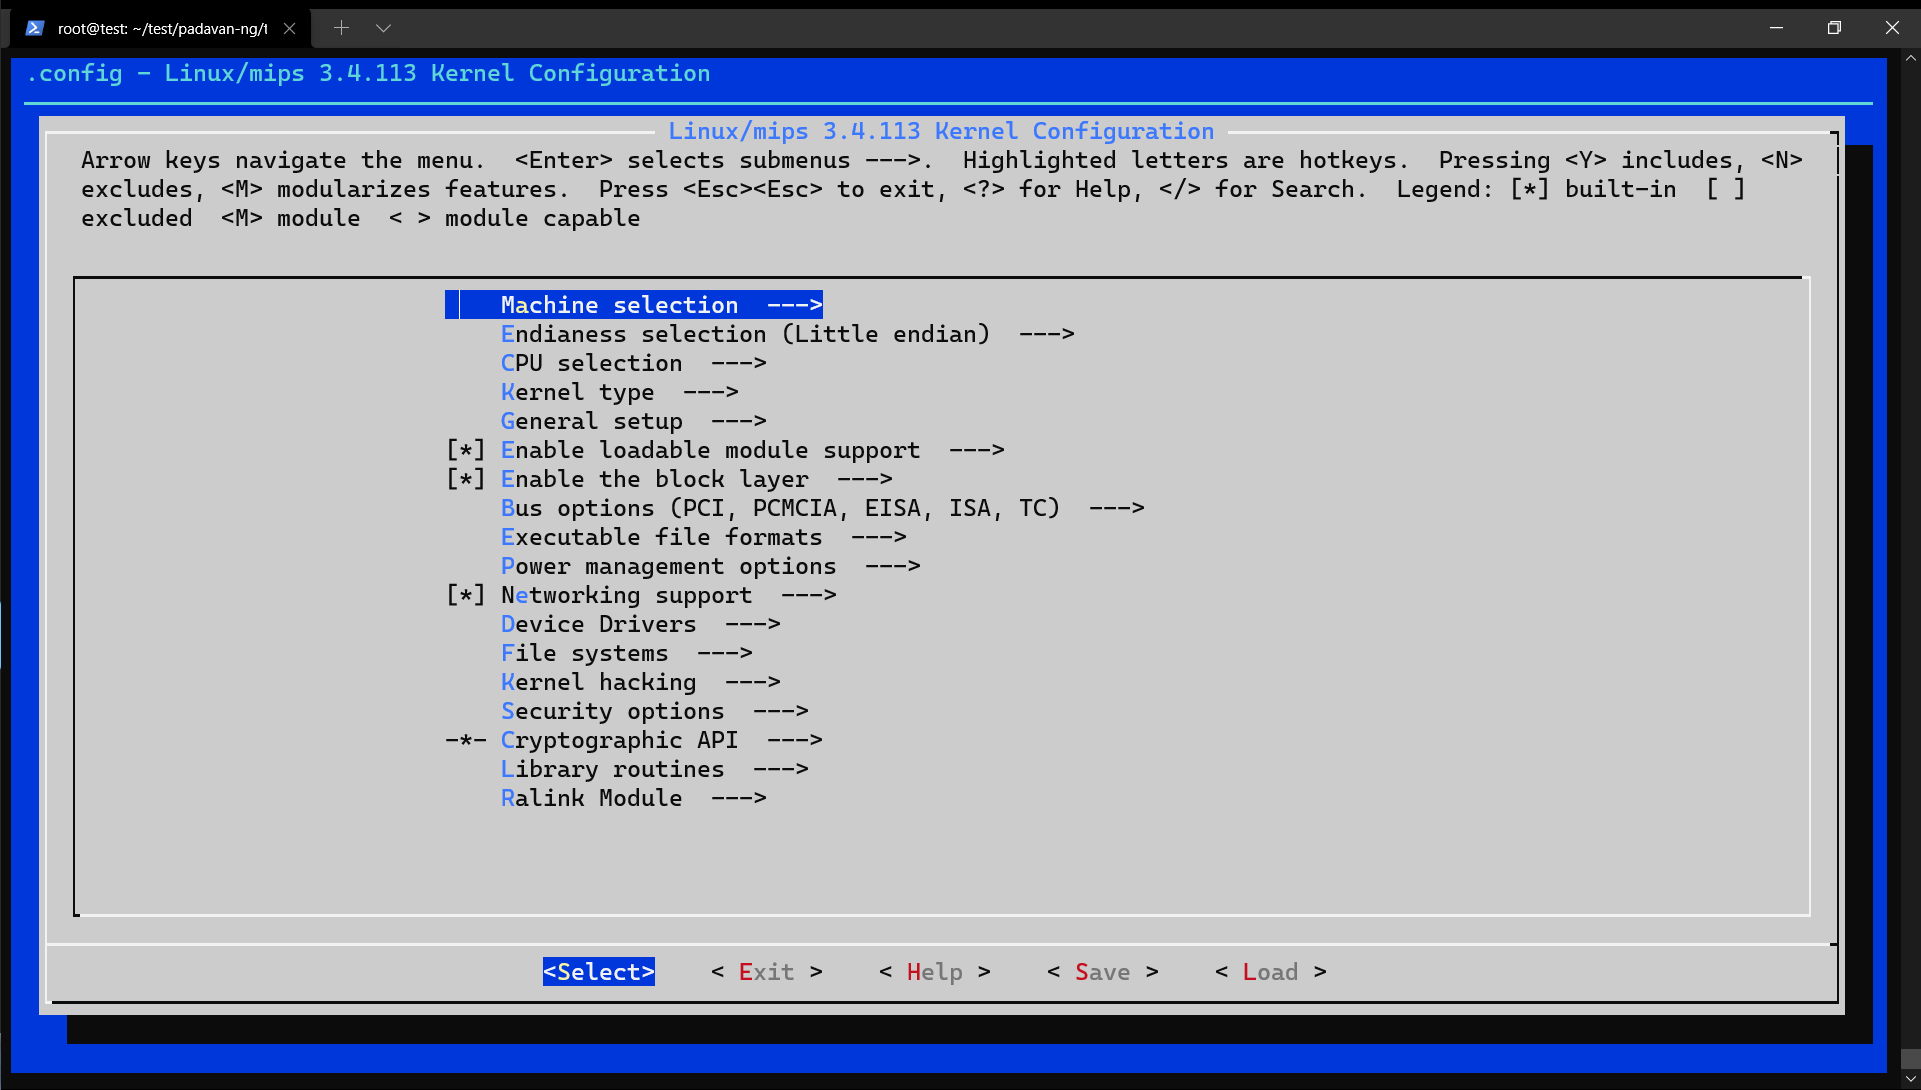 root@test: ~/test/padavan-ng/t
.config - Linux/mips 3.4.113 Kernel Configuration
Linux/mips 3.4.113 Kernel Configuration
Arrow keys navigate the menu.  <Enter> selects submenus --->.  Highlighted letters are hotkeys.  Pressing <Y> includes, <N>
excludes, <M> modularizes features.  Press <Esc><Esc> to exit, <?> for Help, </> for Search.  Legend: [*] built-in  [ ]
excluded  <M> module  < > module capable
Machine selection  --->
Endianess selection (Little endian)  --->
CPU selection  --->
Kernel type  --->
General setup  --->
[*] Enable loadable module support  --->
[*] Enable the block layer  --->
Bus options (PCI, PCMCIA, EISA, ISA, TC)  --->
Executable file formats  --->
Power management options  --->
[*] Networking support  --->
Device Drivers  --->
File systems  --->
Kernel hacking  --->
Security options  --->
-*- Cryptographic API  --->
Library routines  --->
Ralink Module  --->
<Select>    < Exit >    < Help >    < Save >    < Load >